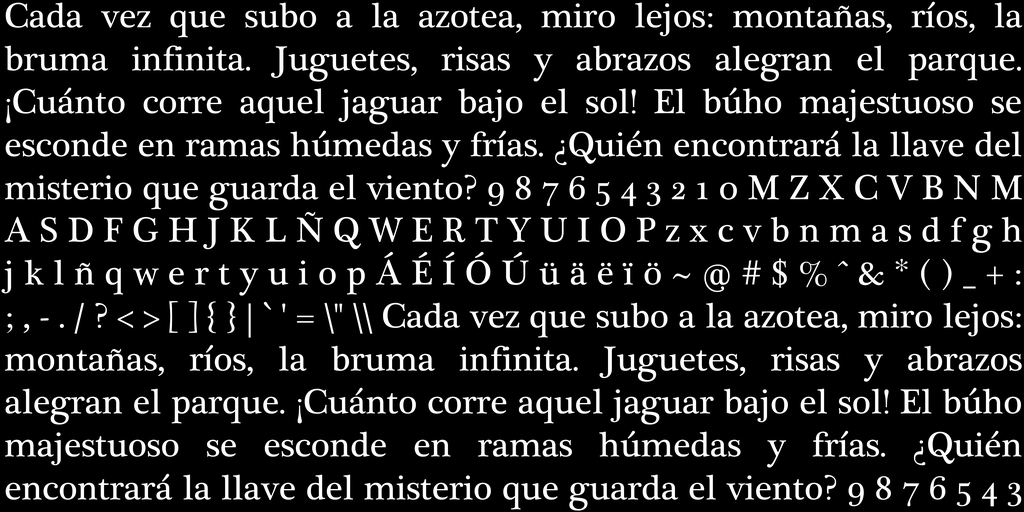 Cada vez que subo a la azotea, miro lejos: montañas, ríos, la
bruma infinita. Juguetes, risas y abrazos alegran el parque.
¡Cuánto corre aquel jaguar bajo el sol! El búho majestuoso se
esconde en ramas húmedas y frías. ¿Quién encontrará la llave del
misterio que guarda el viento? 9 8 7 6 5 4 3 2 1 0 M Z X C V B N M
A S D F G H J K L Ñ Q W E R T Y U I O P z x c v b n m a s d f g h
j k l ñ q w e r t y u i o p Á É Í Ó Ú ü ä ë ï ö ~ @ # $ % ^ & * ( ) _ + :
; , - . / ? < > [ ] { } | ` ' = \" \\ Cada vez que subo a la azotea, miro lejos:
montañas, ríos, la bruma infinita. Juguetes, risas y abrazos
alegran el parque. ¡Cuánto corre aquel jaguar bajo el sol! El búho
majestuoso se esconde en ramas húmedas y frías. ¿Quién
encontrará la llave del misterio que guarda el viento? 9 8 7 6 5 4 3